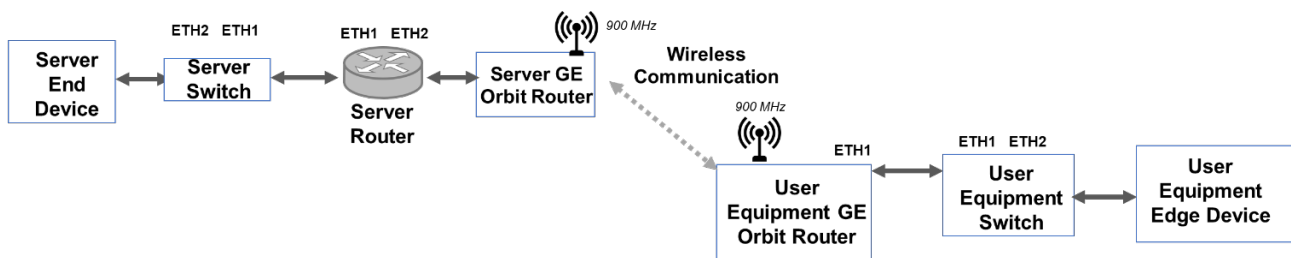 Server
End
Device
ETH2 ETH1
Server
Switch
ETH1 ETH2
Server
Router
900 MHz
Server GE
Orbit Router
Wireless
Communication
900 MHz
ETH1
User
Equipment GE
Orbit Router
ETH1 ETH2
User
Equipment
Switch
User
Equipment
Edge Device